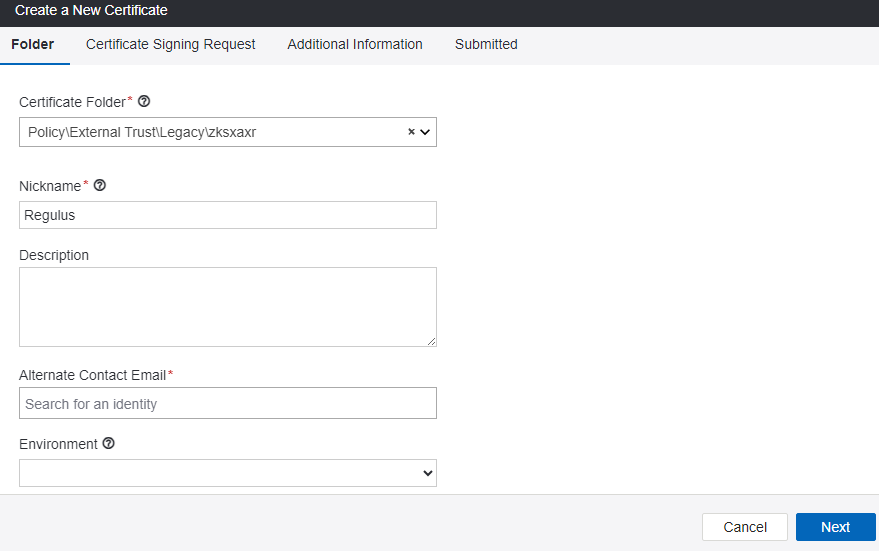 Create a New Certificate
Folder Certificate Signing Request Additional Information Submitted
Certificate Folder*
Policy\External Trust\Legacy\zksxaxr
Nickname*
Regulus
Description
Alternate Contact Email*
Search for an identity
Environment
Cancel Next